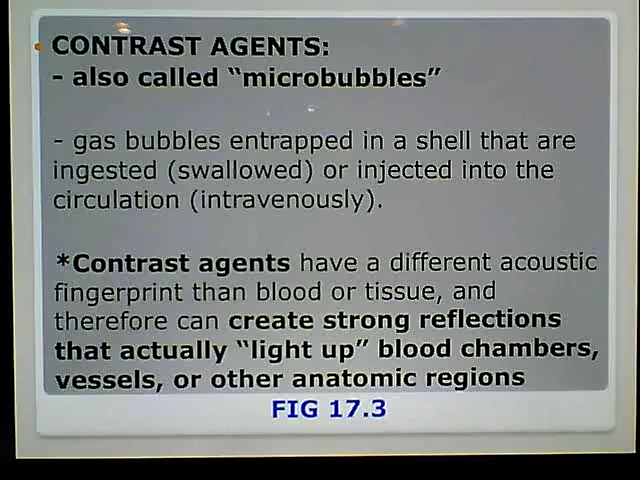 CONTRAST AGENTS:
- also called “microbubbles”
- gas bubbles entrapped in a shell that are
ingested (swallowed) or injected into the
circulation (intravenously).
*Contrast agents have a different acoustic
fingerprint than blood or tissue, and
therefore can create strong reflections
that actually “light up” blood chambers,
vessels, or other anatomic regions
FIG 17.3